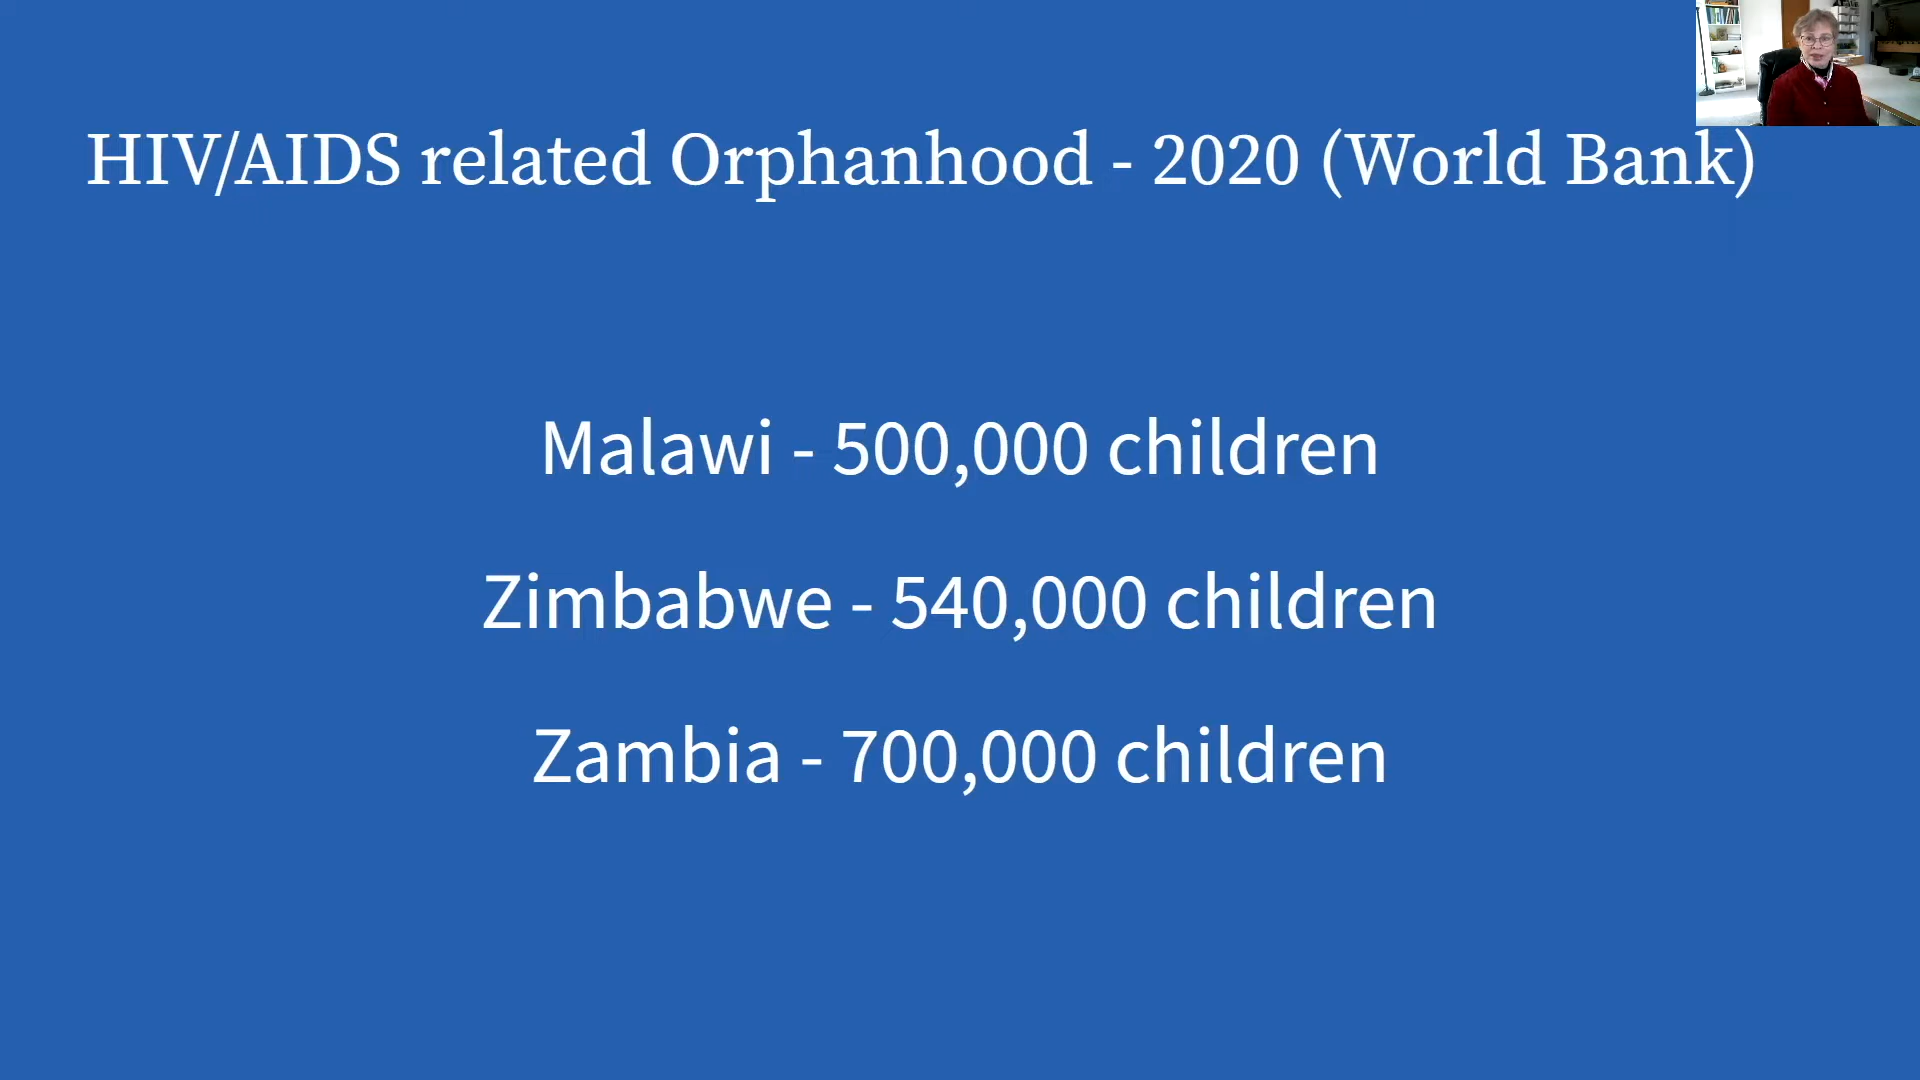 HIV/AIDS related Orphanhood - 2020 (World Bank)
Malawi - 500,000 children
Zimbabwe - 540,000 children
Zambia - 700,000 children